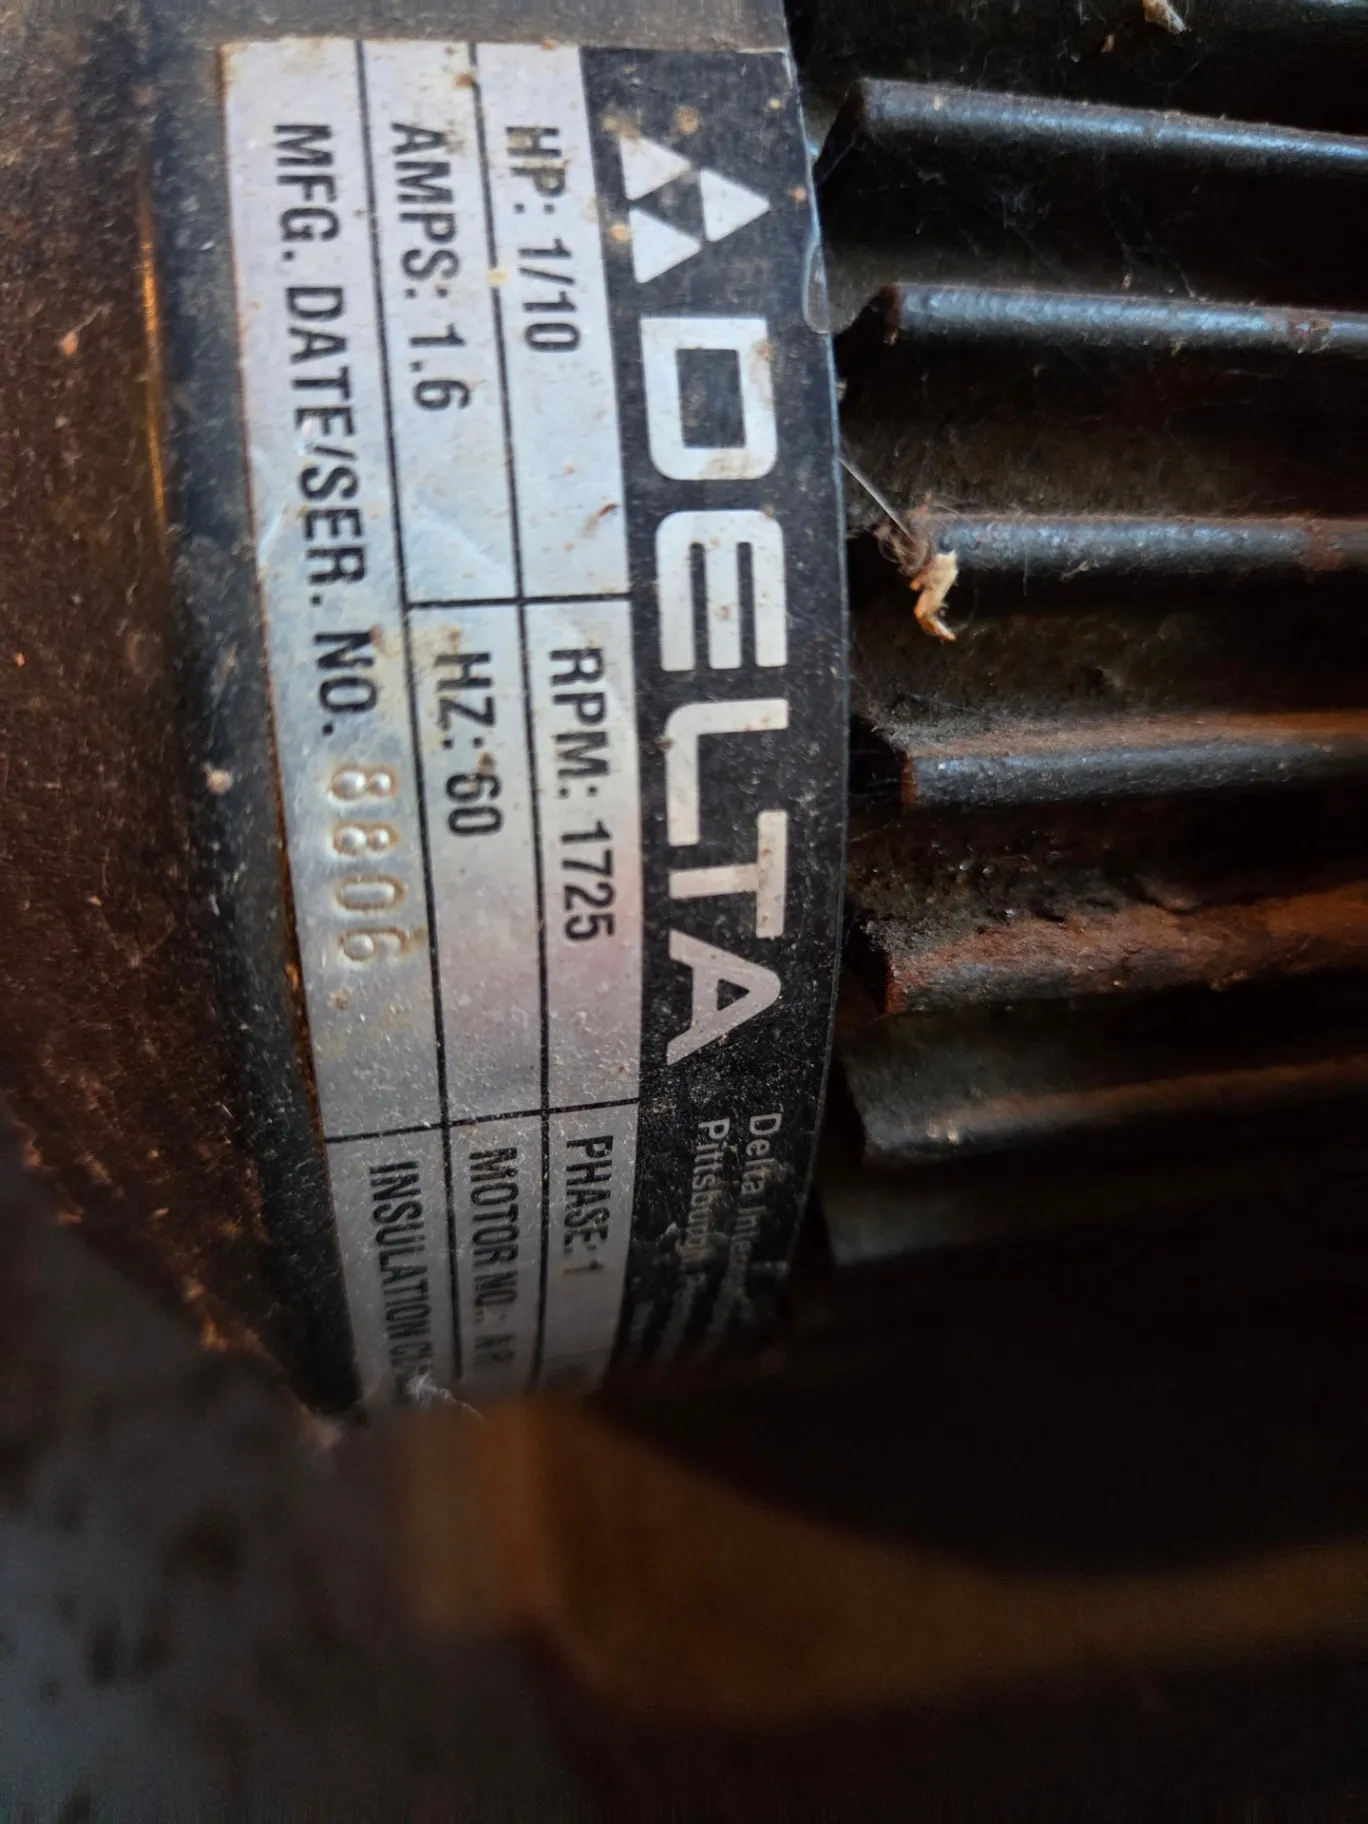 DELTA
Delta
Pittsburgh
HP: 1/10 RPM: 1725 PHASE: 1
AMPS: 1.6 HZ: 60 MOTOR NO.:
MFG. DATE/SER. NO. 8806 INSULATION